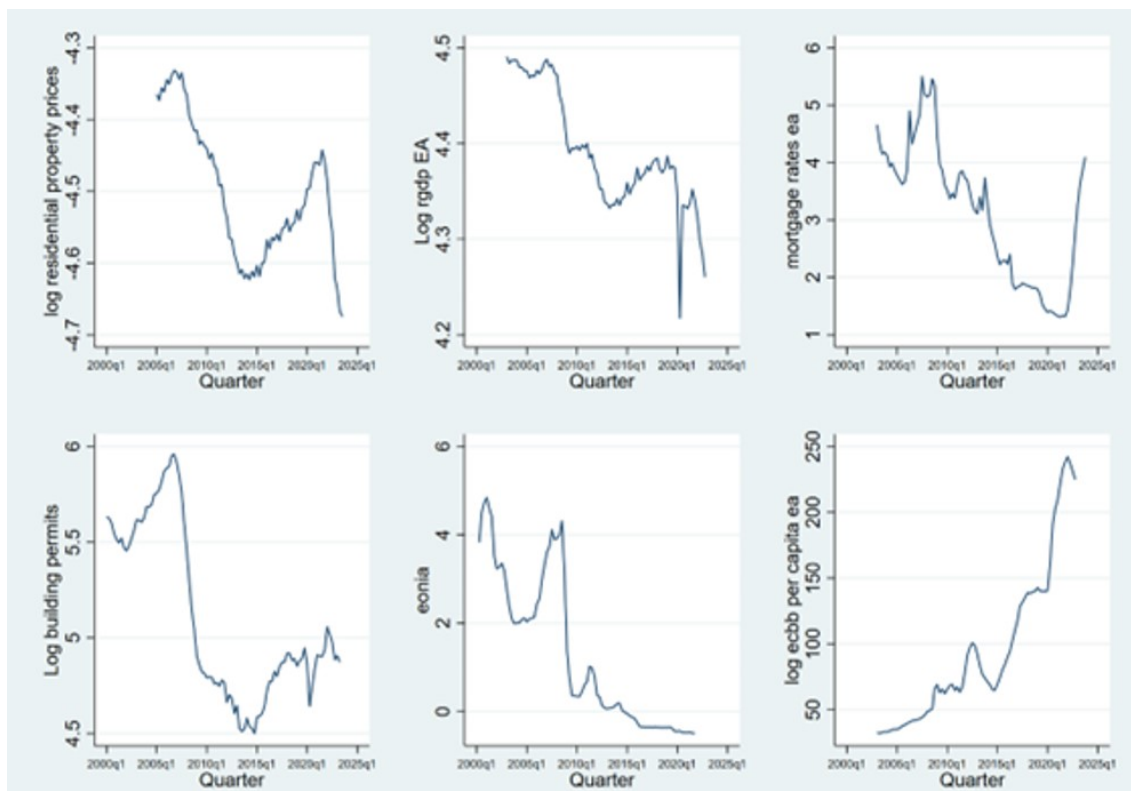 log residential property prices
-4.3
-4.4
-4.5
-4.6
-4.7
2000q1 2005q1 2010q1 2015q1 2020q1 2025q1
Quarter
Log rgdp EA
4.5
4.4
4.3
4.2
2000q1 2005q1 2010q1 2015q1 2020q1 2025q1
Quarter
mortgage rates ea
6
5
4
3
2
1
2000q1 2005q1 2010q1 2015q1 2020q1 2025q1
Quarter
Log building permits
6
5.5
5
4.5
2000q1 2005q1 2010q1 2015q1 2020q1 2025q1
Quarter
eonia
6
4
2
0
2000q1 2005q1 2010q1 2015q1 2020q1 2025q1
Quarter
log ecbb per capita ea
250
200
150
100
50
2000q1 2005q1 2010q1 2015q1 2020q1 2025q1
Quarter